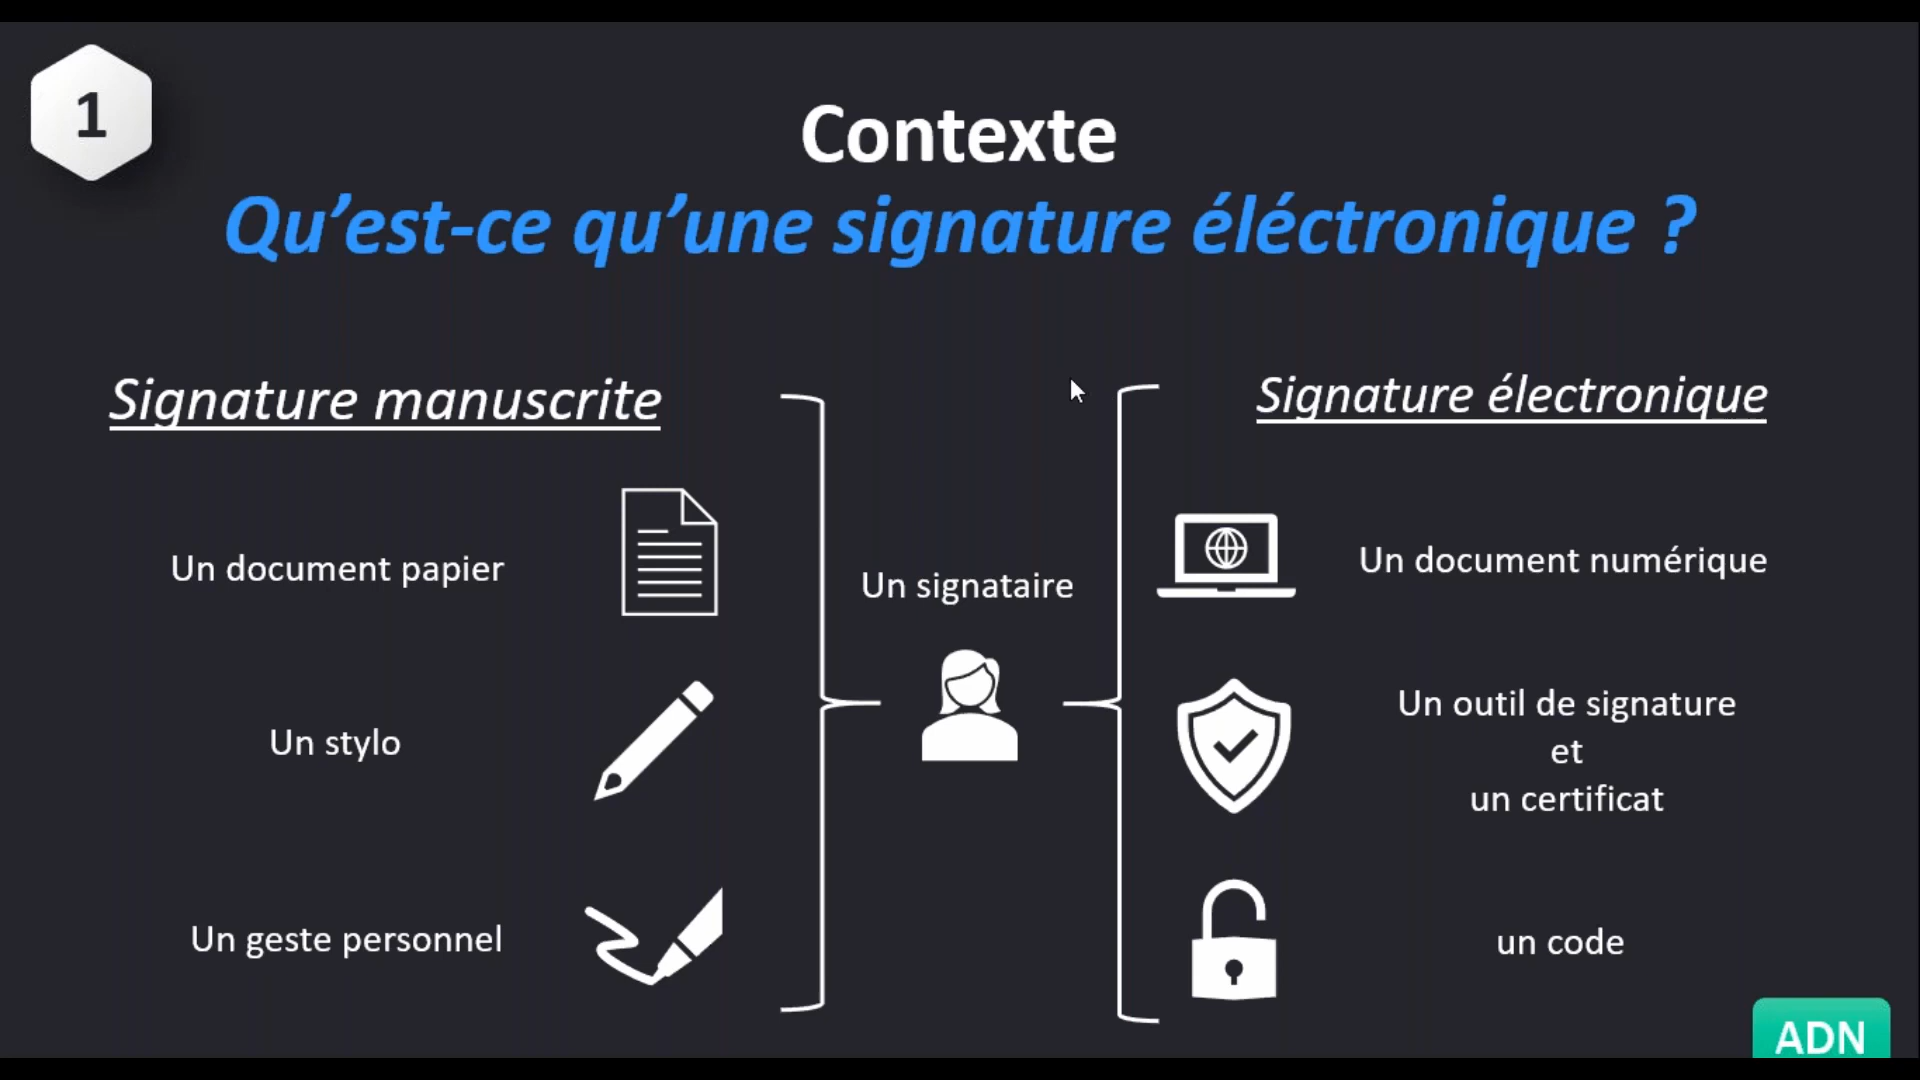 1
Contexte
Qu’est-ce qu’une signature éléctronique ?
Signature manuscrite
Un document papier
Un stylo
Un geste personnel
Un signataire
Signature électronique
Un document numérique
Un outil de signature
et
un certificat
un code
ADN